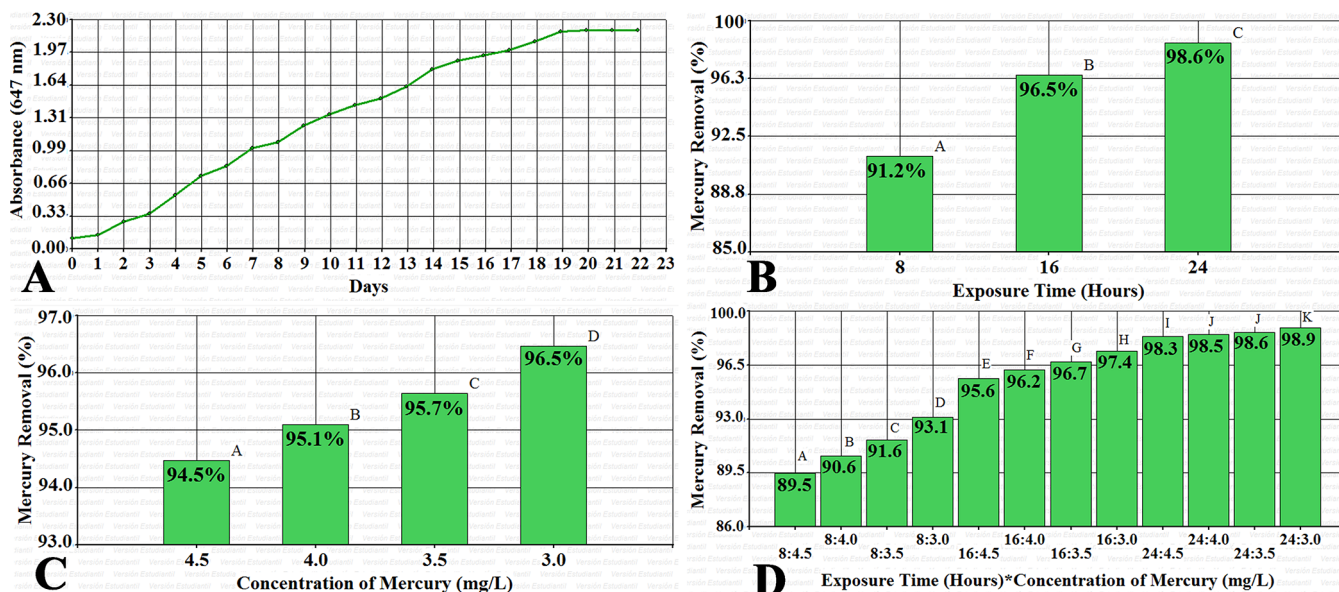 2.30
1.97
1.64
1.31
0.99
0.66
0.33
0.00
Absorbance (647 nm)
0 1 2 3 4 5 6 7 8 9 10 11 12 13 14 15 16 17 18 19 20 21 22 23
Days
A
100
96.3
92.5
88.8
85.0
Mercury Removal (%)
A
B
C
91.2%
96.5%
98.6%
8 16 24
Exposure Time (Hours)
B
97.0
96.0
95.0
94.0
93.0
Mercury Removal (%)
A
B
C
D
94.5%
95.1%
95.7%
96.5%
4.5 4.0 3.5 3.0
Concentration of Mercury (mg/L)
C
100.0
96.5
93.0
89.5
86.0
Mercury Removal (%)
A B C D E F G H I J J K
89.5 90.6 91.6 93.1 95.6 96.2 96.7 97.4 98.3 98.5 98.6 98.9
8:4.5 8:4.0 8:3.5 8:3.0 16:4.5 16:4.0 16:3.5 16:3.0 24:4.5 24:4.0 24:3.5 24:3.0
Exposure Time (Hours)*Concentration of Mercury (mg/L)
D
Versión Estudiantil